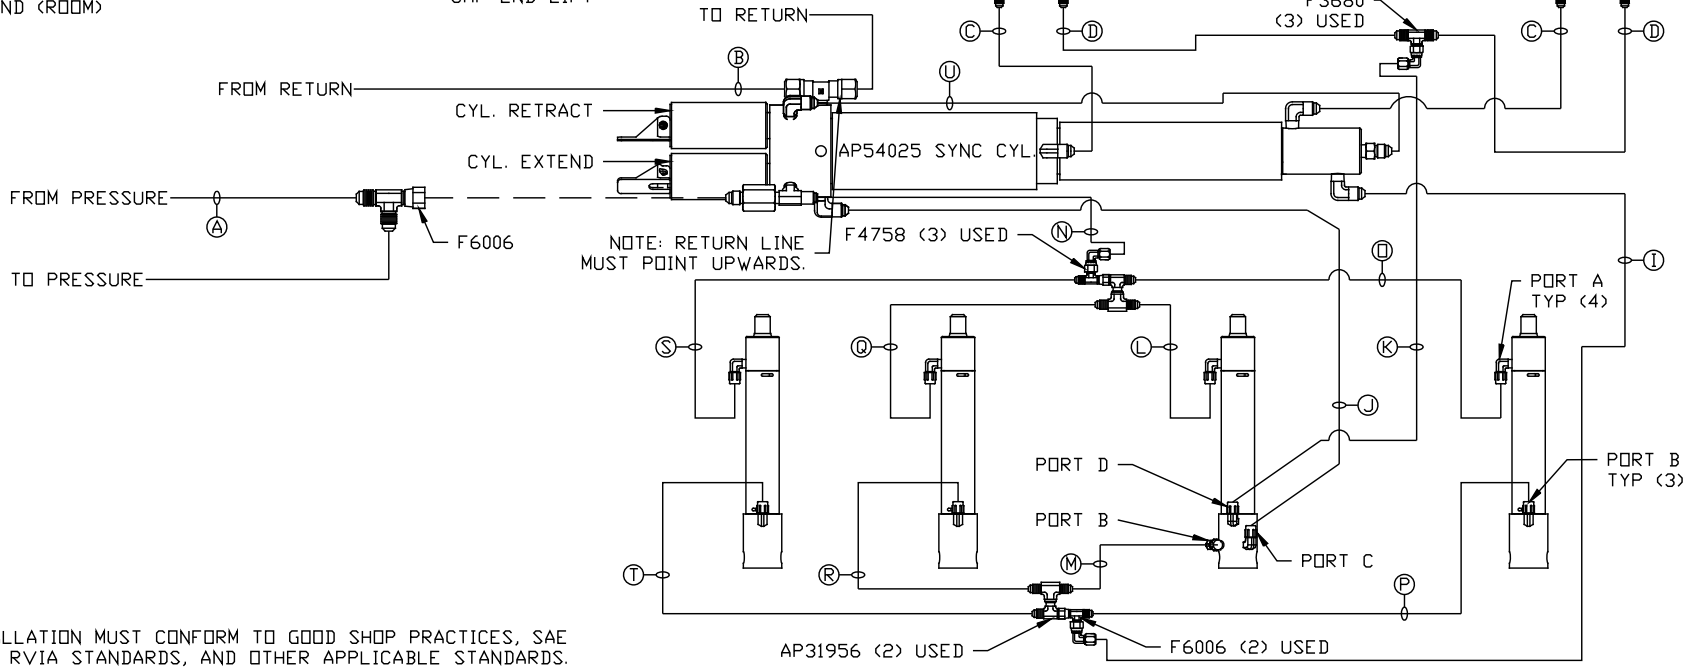 ND (ROOM)
TO RETURN
(3) USED
C
D
C
D
B
FROM RETURN
U
CYL. RETRACT
CYL. EXTEND
AP54025 SYNC CYL.
FROM PRESSURE
A
F6006
NOTE: RETURN LINE
MUST POINT UPWARDS.
F4758 (3) USED
N
O
I
TO PRESSURE
PORT A
TYP (4)
S
Q
L
K
J
PORT D
PORT B
TYP (3)
PORT B
PORT C
T
R
M
P
LLATION MUST CONFORM TO GOOD SHOP PRACTICES, SAE
RVIA STANDARDS, AND OTHER APPLICABLE STANDARDS.
AP31956 (2) USED
F6006 (2) USED